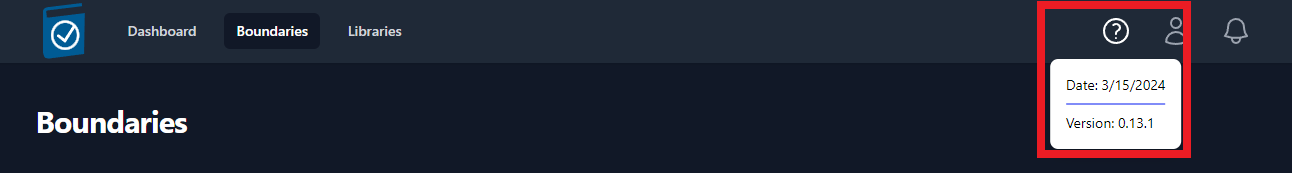 Dashboard Boundaries Libraries
Boundaries
Date: 3/15/2024
Version: 0.13.1